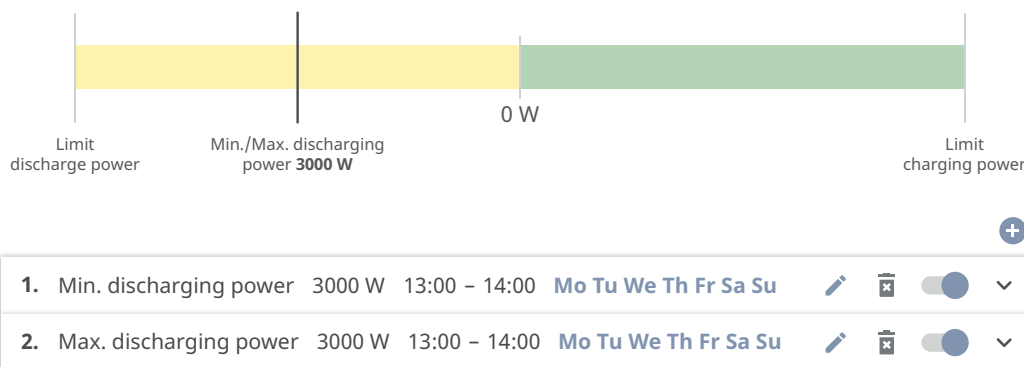 0 W
Limit
discharge power
Min./Max. discharging
power 3000 W
Limit
charging power
1. Min. discharging power 3000 W 13:00 – 14:00 Mo Tu We Th Fr Sa Su
2. Max. discharging power 3000 W 13:00 – 14:00 Mo Tu We Th Fr Sa Su